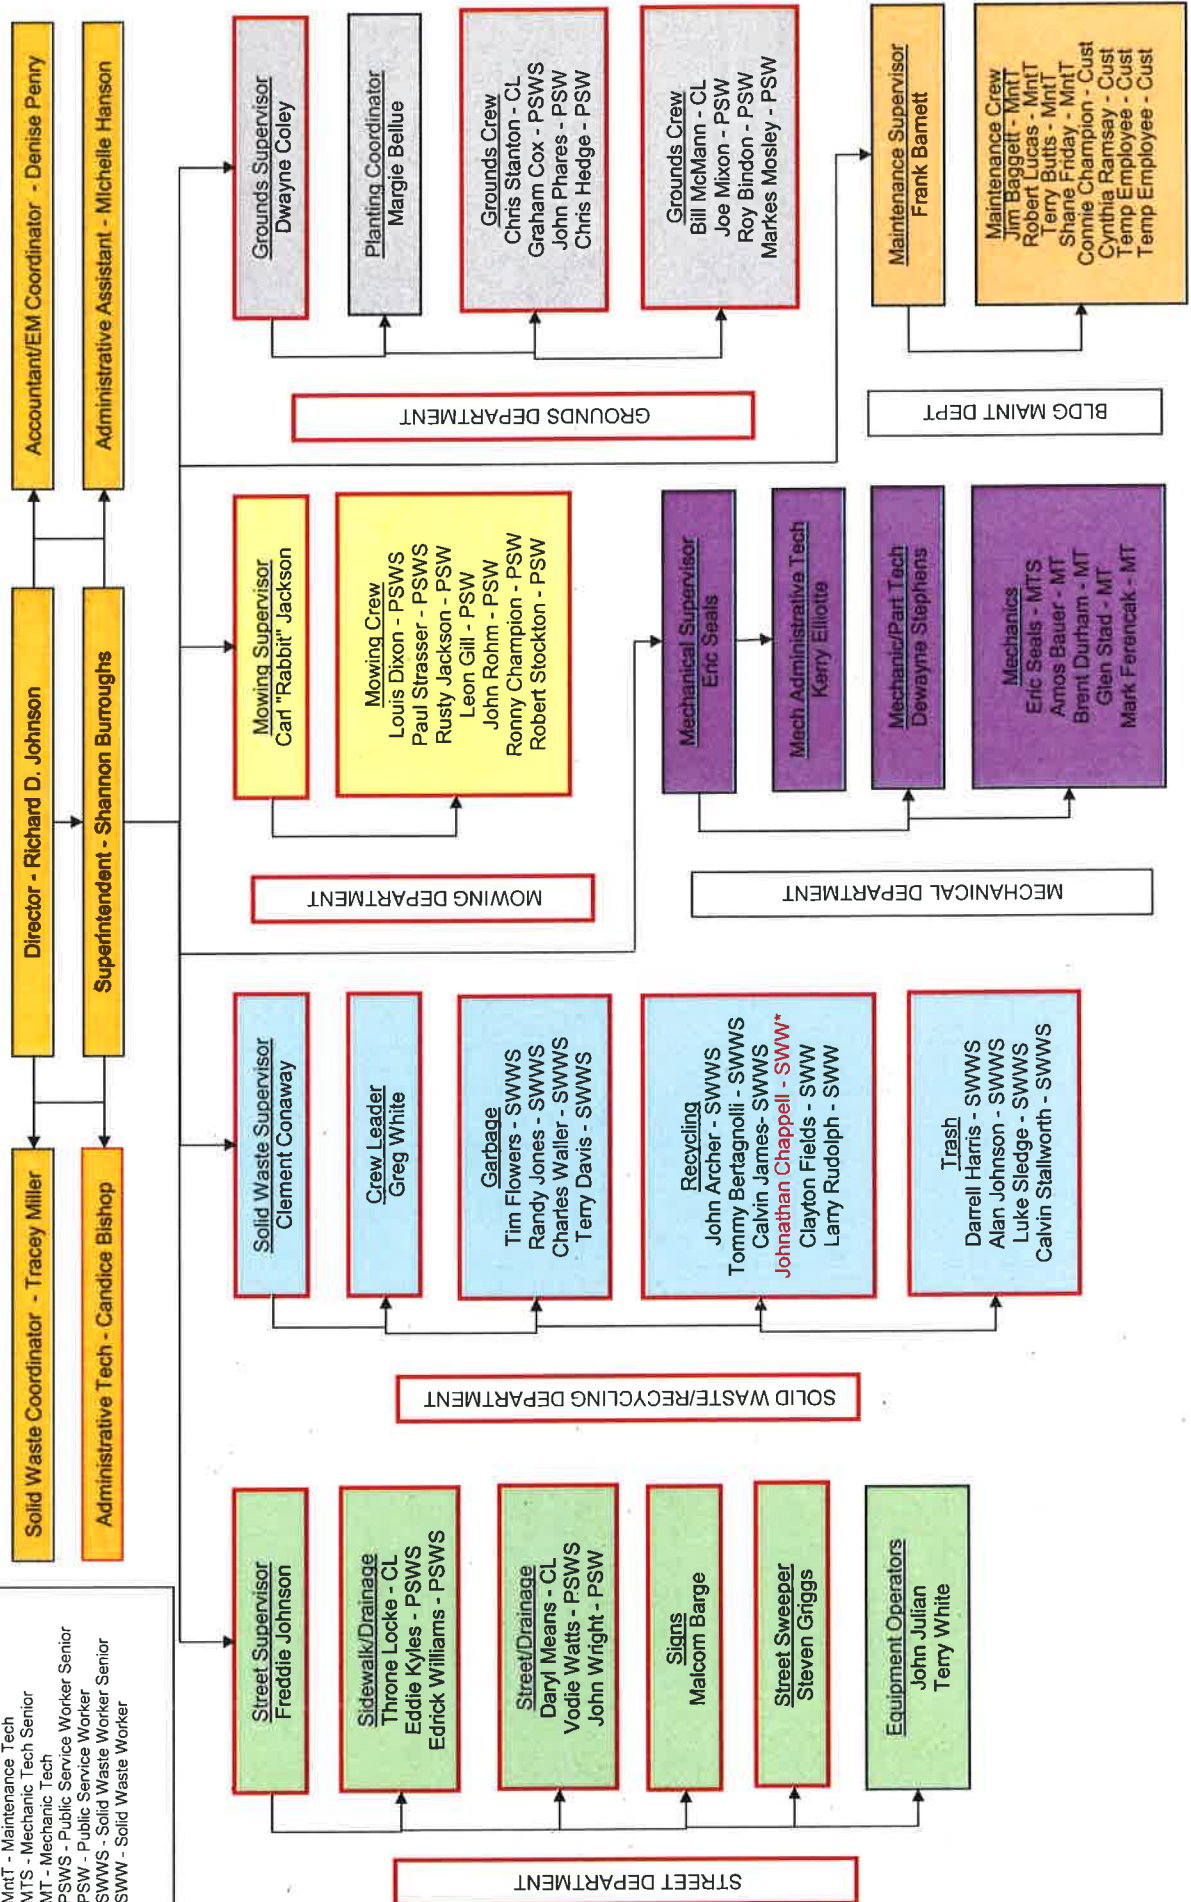 MntT - Maintenance Tech
MTS - Mechanic Tech Senior
MT - Mechanic Tech
PSWS - Public Service Worker Senior
PSW - Public Service Worker
SWWS - Solid Waste Worker Senior
SWW - Solid Waste Worker
Solid Waste Coordinator - Tracey Miller
Administrative Tech - Candice Bishop
Director - Richard D. Johnson
Superintendent - Shannon Burroughs
Accountant/EM Coordinator - Denise Penry
Administrative Assistant - MIchelle Hanson
STREET DEPARTMENT
Street Supervisor
Freddie Johnson
Sidewalk/Drainage
Throne Locke - CL
Eddie Kyles - PSWS
Edrick Williams - PSWS
Street/Drainage
Daryl Means - CL
Vodie Watts - PSWS
John Wright - PSW
Signs
Malcom Barge
Street Sweeper
Steven Griggs
Equipment Operators
John Julian
Terry White
SOLID WASTE/RECYCLING DEPARTMENT
Solid Waste Supervisor
Clement Conaway
Crew Leader
Greg White
Garbage
Tim Flowers - SWWS
Randy Jones - SWWS
Charles Waller - SWWS
Terry Davis - SWWS
Recycling
John Archer - SWWS
Tommy Bertagnolli - SWWS
Calvin James- SWWS
Johnathan Chappell - SWW*
Clayton Fields - SWW
Larry Rudolph - SWW
Trash
Darrell Harris - SWWS
Alan Johnson - SWWS
Luke Sledge - SWWS
Calvin Stallworth - SWWS
MOWING DEPARTMENT
Mowing Supervisor
Carl "Rabbit" Jackson
Mowing Crew
Louis Dixon - PSWS
Paul Strasser - PSWS
Rusty Jackson - PSW
Leon Gill - PSW
John Rohm - PSW
Ronny Champion - PSW
Robert Stockton - PSW
MECHANICAL DEPARTMENT
Mechanical Supervisor
Eric Seals
Mech Administrative Tech
Kerry Elliotte
Mechanic/Part Tech
Dewayne Stephens
Mechanics
Eric Seals - MTS
Amos Bauer - MT
Brent Durham - MT
Glen Stad - MT
Mark Ferencak - MT
GROUNDS DEPARTMENT
Grounds Supervisor
Dwayne Coley
Planting Coordinator
Margie Bellue
Grounds Crew
Chris Stanton - CL
Graham Cox - PSWS
John Phares - PSW
Chris Hedge - PSW
Grounds Crew
Bill McMann - CL
Joe Mixon - PSW
Roy Bindon - PSW
Markes Mosley - PSW
BLDG MAINT DEPT
Maintenance Supervisor
Frank Barnett
Maintenance Crew
Jim Baggett - MntT
Robert Lucas - MntT
Terry Butts - MntT
Shane Friday - MntT
Connie Champion - Cust
Cynthia Ramsay - Cust
Temp Employee - Cust
Temp Employee - Cust